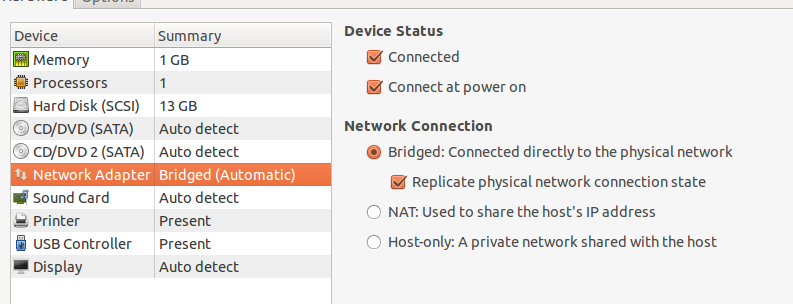 Hardware Options
Device Summary
Memory 1 GB
Processors 1
Hard Disk (SCSI) 13 GB
CD/DVD (SATA) Auto detect
CD/DVD 2 (SATA) Auto detect
Network Adapter Bridged (Automatic)
Sound Card Auto detect
Printer Present
USB Controller Present
Display Auto detect
Device Status
Connected
Connect at power on
Network Connection
Bridged: Connected directly to the physical network
Replicate physical network connection state
NAT: Used to share the host's IP address
Host-only: A private network shared with the host